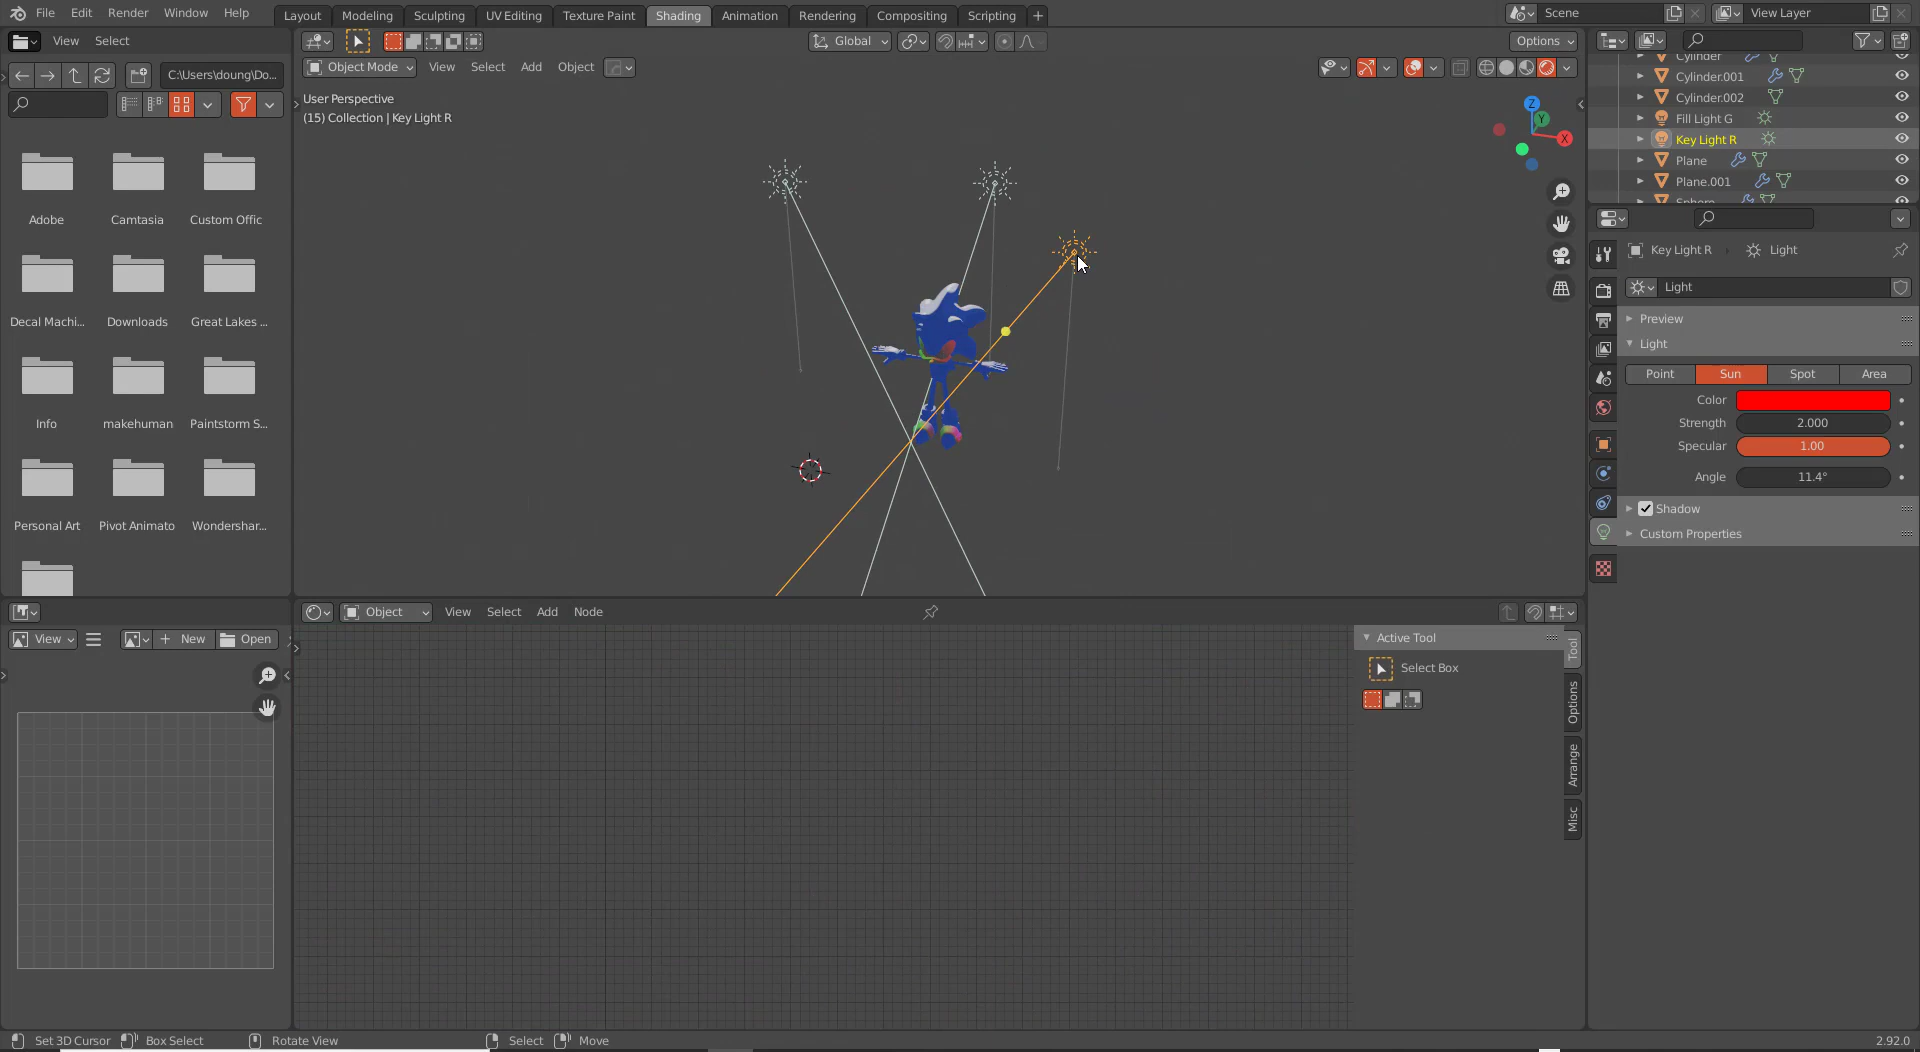 File Edit Render Window Help
Layout Modeling Sculpting UV Editing Texture Paint Shading Animation Rendering Compositing Scripting +
Scene
View Layer
View Select
Global
Options
C:\Users\doung\Do...
Object Mode View Select Add Object
User Perspective
(15) Collection | Key Light R
Z
Y
X
Adobe
Camtasia
Custom Offic
Decal Machi...
Downloads
Great Lakes ...
Info
makehuman
Paintstorm S...
Personal Art
Pivot Animato
Wondershar...
Cylinder
Cylinder.001
Cylinder.002
Fill Light G
Key Light R
Plane
Plane.001
Sphere
Key Light R
Light
Light
Preview
Light
Point Sun Spot Area
Color
Strength 2.000
Specular 1.00
Angle 11.4°
Shadow
Custom Properties
View
New
Open
Object View Select Add Node
Active Tool
Select Box
Tool
Options
Arrange
Misc
Set 3D Cursor
Box Select
Rotate View
Select
Move
2.92.0